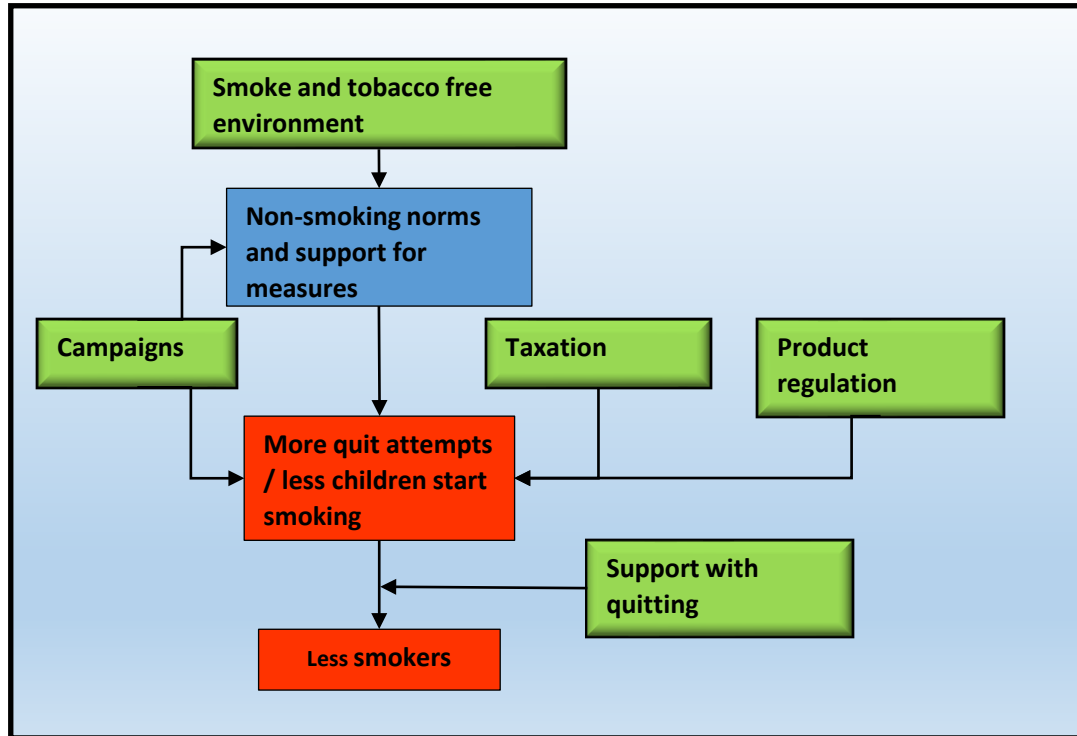 Smoke and tobacco free
environment
Non-smoking norms
and support for
measures
Campaigns
Taxation
Product
regulation
More quit attempts
/ less children start
smoking
Support with
quitting
Less smokers